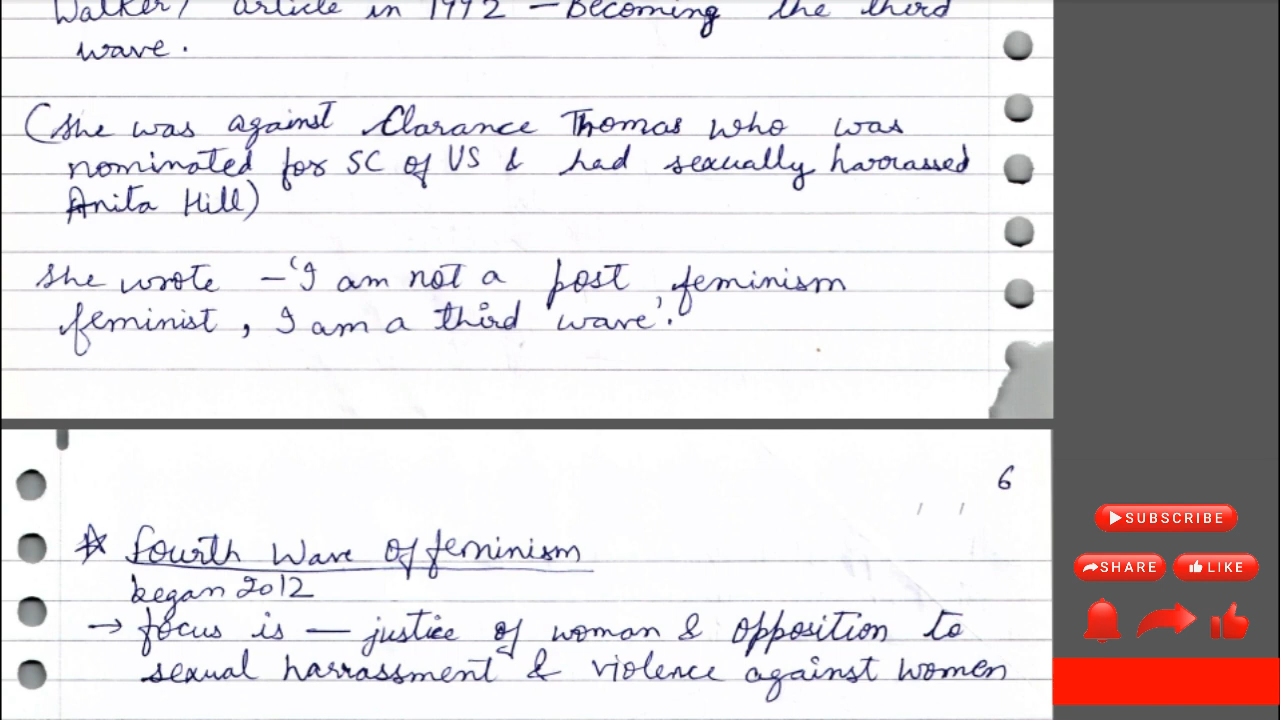 Walker) article in 1992 – Becoming the third
wave.
(She was against Clarance Thomas who was
nominated for SC of US & had sexually harrassed
Anita Hill)
She wrote – 'I am not a post feminism
feminist, I am a third wave'.
6
☆ Fourth Wave of feminism
began 2012
→ focus is – justice of woman & opposition to
sexual harrassment & violence against women
SUBSCRIBE
SHARE LIKE